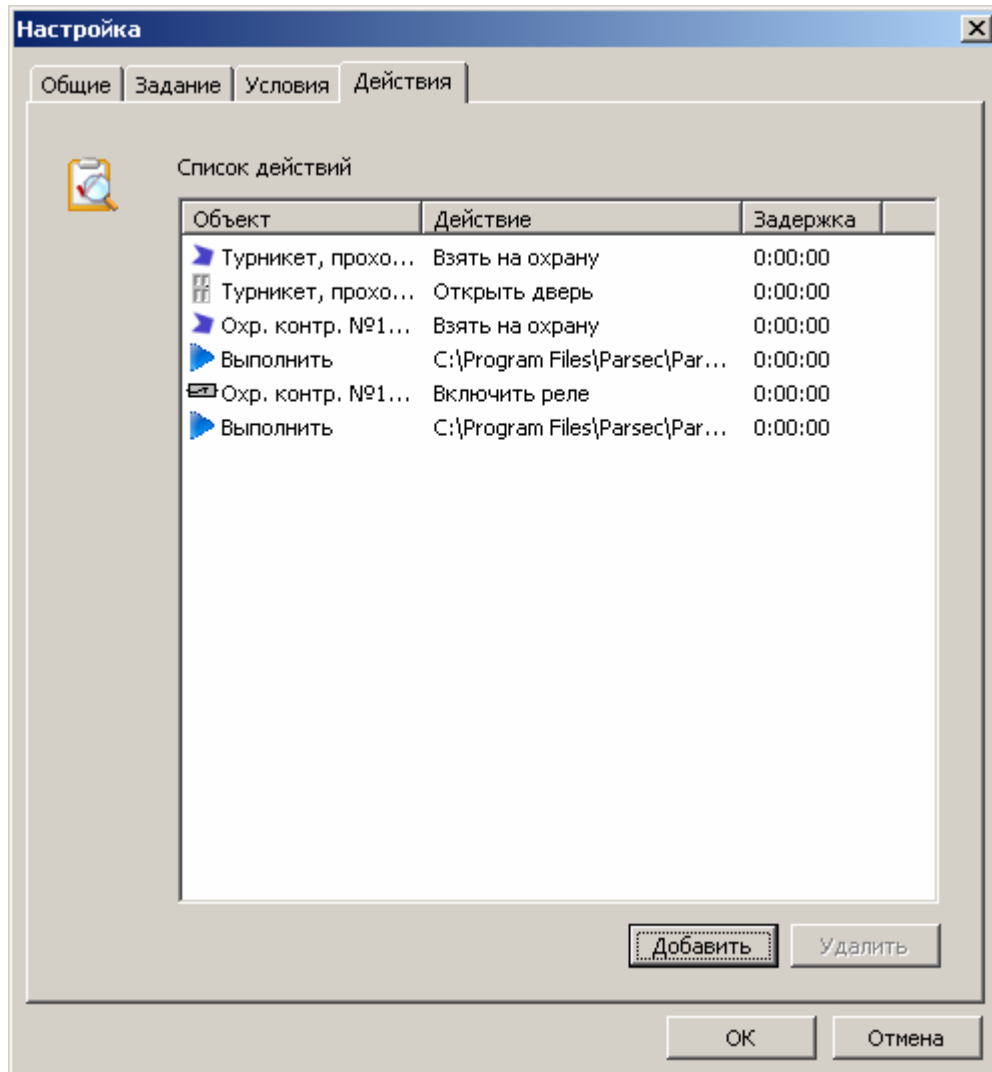 Настройка
Общие Задание Условия Действия
Список действий
Объект Действие Задержка
Турникет, прохо... Взять на охрану 0:00:00
Турникет, прохо... Открыть дверь 0:00:00
Охр. контр. №1... Взять на охрану 0:00:00
Выполнить C:\Program Files\Parsec\Par... 0:00:00
Охр. контр. №1... Включить реле 0:00:00
Выполнить C:\Program Files\Parsec\Par... 0:00:00
Добавить Удалить
ОК Отмена